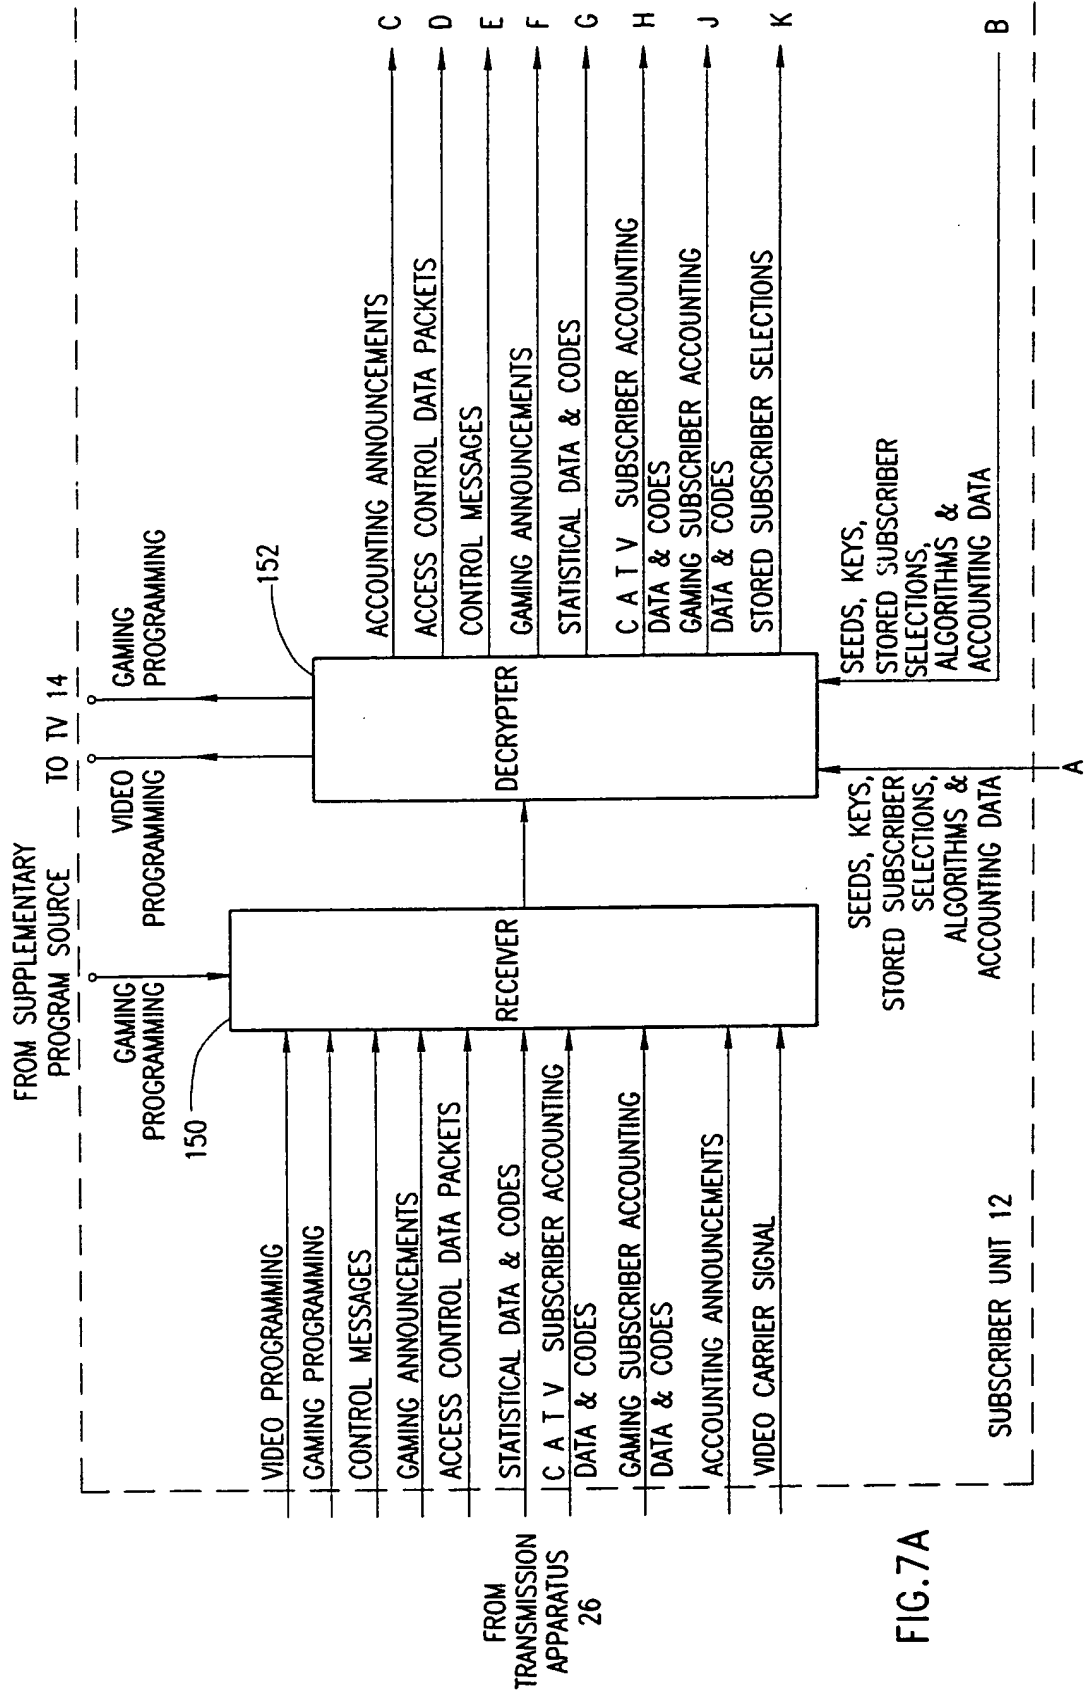 FROM SUPPLEMENTARY
PROGRAM SOURCE
TO TV 14
GAMING
PROGRAMMING
VIDEO
PROGRAMMING
GAMING
PROGRAMMING
150
152
FROM
TRANSMISSION
APPARATUS
26
VIDEO PROGRAMMING
GAMING PROGRAMMING
CONTROL MESSAGES
GAMING ANNOUNCEMENTS
ACCESS CONTROL DATA PACKETS
STATISTICAL DATA & CODES
C A T V SUBSCRIBER ACCOUNTING
DATA & CODES
GAMING SUBSCRIBER ACCOUNTING
DATA & CODES
ACCOUNTING ANNOUNCEMENTS
VIDEO CARRIER SIGNAL
RECEIVER
DECRYPTER
ACCOUNTING ANNOUNCEMENTS
C
ACCESS CONTROL DATA PACKETS
D
CONTROL MESSAGES
E
GAMING ANNOUNCEMENTS
F
STATISTICAL DATA & CODES
G
C A T V SUBSCRIBER ACCOUNTING
DATA & CODES
H
GAMING SUBSCRIBER ACCOUNTING
DATA & CODES
J
STORED SUBSCRIBER SELECTIONS
K
SEEDS, KEYS,
STORED SUBSCRIBER
SELECTIONS,
ALGORITHMS &
ACCOUNTING DATA
A
SEEDS, KEYS,
STORED SUBSCRIBER
SELECTIONS,
ALGORITHMS &
ACCOUNTING DATA
B
SUBSCRIBER UNIT 12
FIG.7A